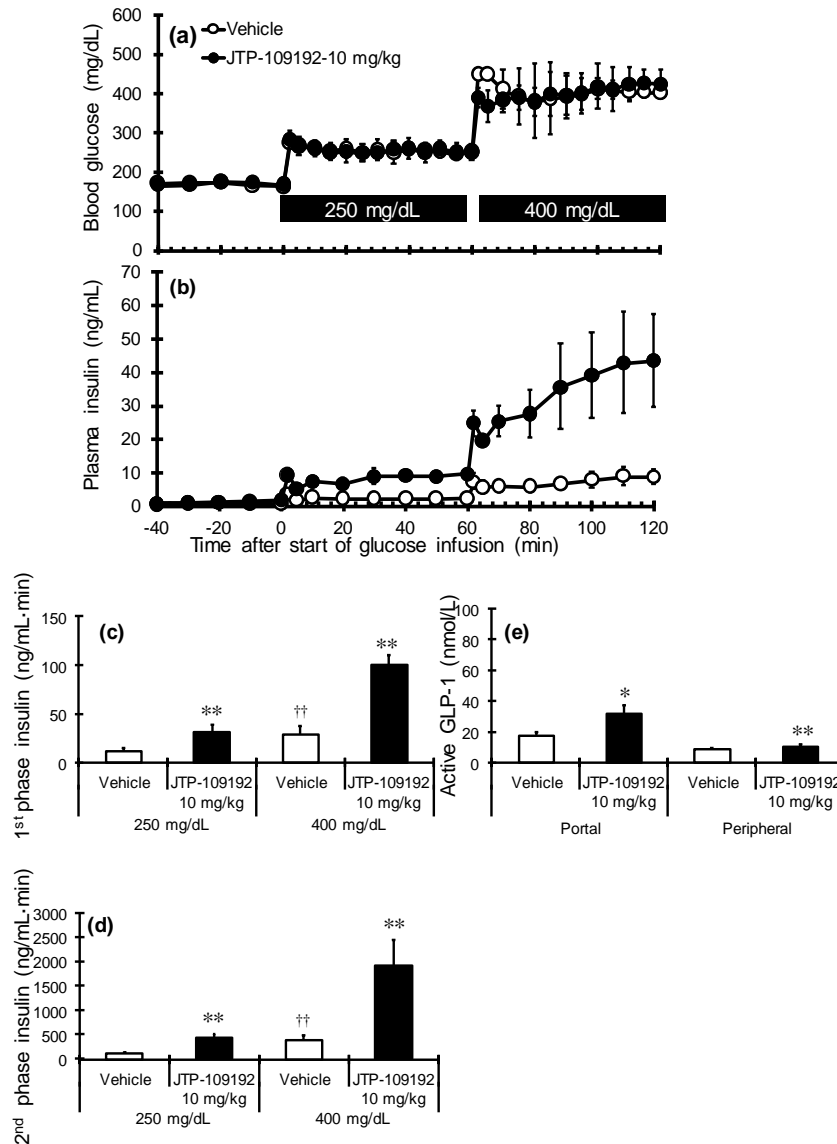 (a)
Vehicle
JTP-109192-10 mg/kg
Blood glucose (mg/dL)
600
500
400
300
200
100
0
250 mg/dL
400 mg/dL
(b)
Plasma insulin (ng/mL)
70
60
50
40
30
20
10
0
-40 -20 0 20 40 60 80 100 120
Time after start of glucose infusion (min)
(c)
1st phase insulin (ng/mL·min)
150
100
50
0
** †† **
Vehicle JTP-109192 10 mg/kg Vehicle JTP-109192 10 mg/kg
250 mg/dL 400 mg/dL
(e)
Active GLP-1 (nmol/L)
100
80
60
40
20
0
* **
Vehicle JTP-109192 10 mg/kg Vehicle JTP-109192 10 mg/kg
Portal Peripheral
(d)
2nd phase insulin (ng/mL·min)
3000
2500
2000
1500
1000
500
0
** †† **
Vehicle JTP-109192 10 mg/kg Vehicle JTP-109192 10 mg/kg
250 mg/dL 400 mg/dL